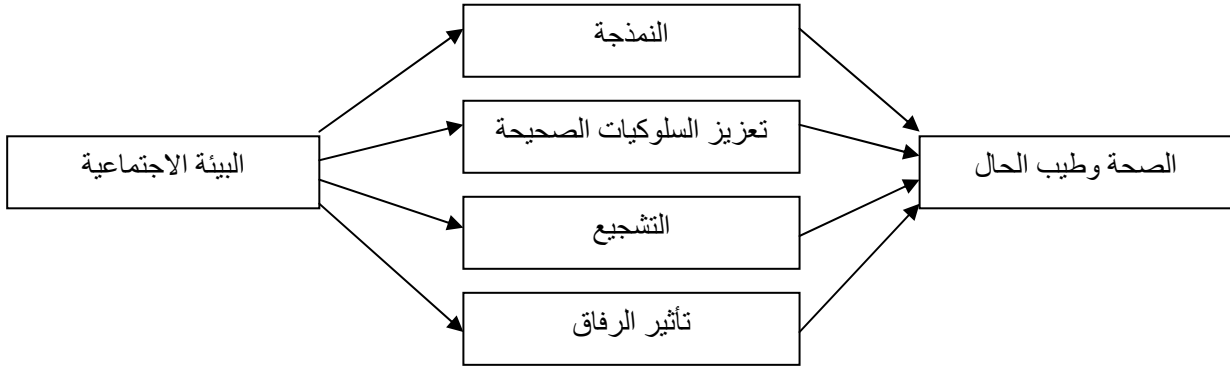 النمذجة
تعزيز السلوكيات الصحيحة
البيئة الاجتماعية
الصحة وطيب الحال
التشجيع
تأثير الرفاق